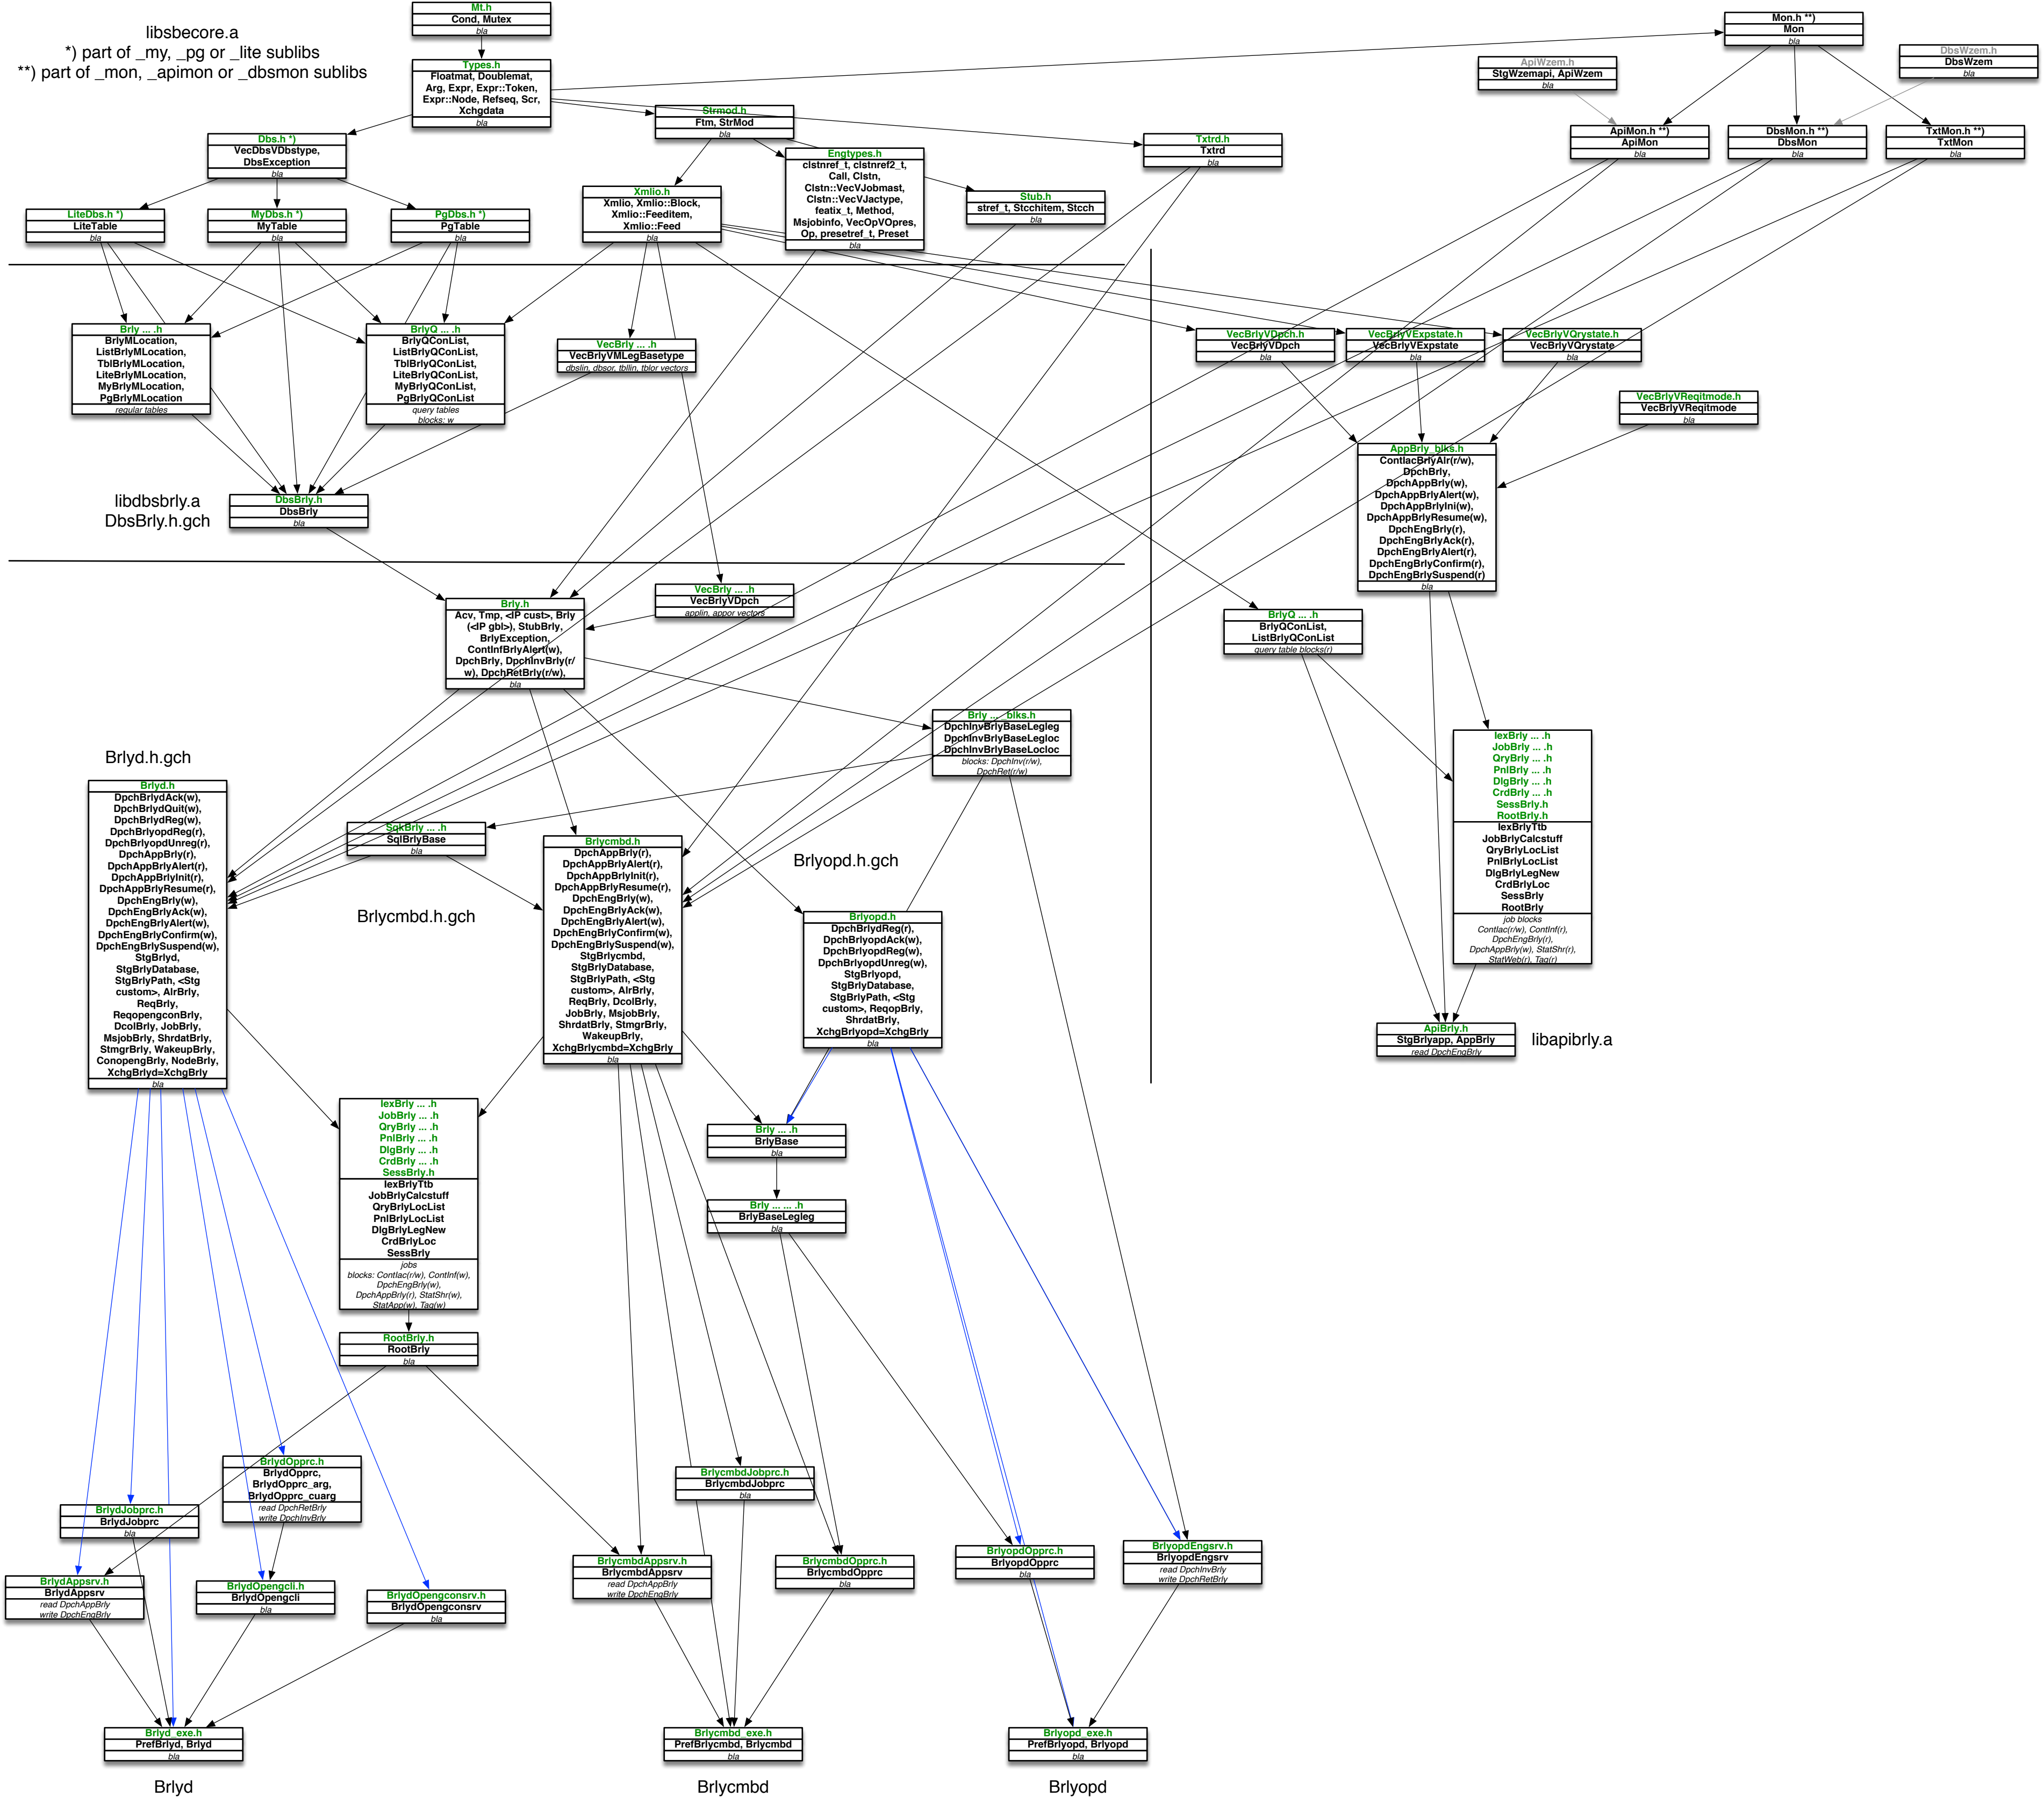 libsbecore.a
*) part of _my, _pg or _lite sublibs
**) part of _mon, _apimon or _dbsmon sublibs
Mt.h
Cond, Mutex
bla
Types.h
Floatmat, Doublemat,
Arg, Expr, Expr::Token,
Expr::Node, Refseq, Scr,
Xchgdata
bla
Mon.h **)
Mon
bla
ApiWzem.h
StgWzemapi, ApiWzem
bla
DbsWzem.h
DbsWzem
bla
Dbs.h *)
VecDbsVDbstype,
DbsException
bla
Strmod.h
Ftm, StrMod
bla
Engtypes.h
clstnref_t, clstnref2_t,
Call, Clstn,
Clstn::VecVJobmast,
Clstn::VecVJactype,
featix_t, Method,
Msjobinfo, VecOpVOpres,
Op, presetref_t, Preset
bla
Txtrd.h
Txtrd
bla
ApiMon.h **)
ApiMon
bla
DbsMon.h **)
DbsMon
bla
TxtMon.h **)
TxtMon
bla
LiteDbs.h *)
LiteTable
bla
MyDbs.h *)
MyTable
bla
PgDbs.h *)
PgTable
bla
Xmlio.h
Xmlio, Xmlio::Block,
Xmlio::Feeditem,
Xmlio::Feed
bla
Stub.h
stref_t, Stcchitem, Stcch
bla
Brly ... .h
BrlyMLocation,
ListBrlyMLocation,
TblBrlyMLocation,
LiteBrlyMLocation,
MyBrlyMLocation,
PgBrlyMLocation
regular tables
BrlyQ ... .h
BrlyQConList,
ListBrlyQConList,
TblBrlyQConList,
LiteBrlyQConList,
MyBrlyQConList,
PgBrlyQConList
query tables
blocks: w
VecBrly ... .h
VecBrlyVMLegBasetype
dbslin, dbsor, tbllin, tblor vectors
VecBrlyVDpch.h
VecBrlyVDpch
bla
VecBrlyVExpstate.h
VecBrlyVExpstate
bla
VecBrlyVQrystate.h
VecBrlyVQrystate
bla
VecBrlyVReqitmode.h
VecBrlyVReqitmode
bla
libdbsbrly.a
DbsBrly.h.gch
DbsBrly.h
DbsBrly
bla
AppBrly_blks.h
ContIacBrlyAlr(r/w),
DpchBrly,
DpchAppBrly(w),
DpchAppBrlyAlert(w),
DpchAppBrlyIni(w),
DpchAppBrlyResume(w),
DpchEngBrly(r),
DpchEngBrlyAck(r),
DpchEngBrlyAlert(r),
DpchEngBrlyConfirm(r),
DpchEngBrlySuspend(r)
bla
Brly.h
Acv, Tmp, <IP cust>, Brly
(<IP gbl>), StubBrly,
BrlyException,
ContInfBrlyAlert(w),
DpchBrly, DpchInvBrly(r/
w), DpchRetBrly(r/w),
bla
VecBrly ... .h
VecBrlyVDpch
applin, appor vectors
BrlyQ ... .h
BrlyQConList,
ListBrlyQConList
query table blocks(r)
Brly ... _blks.h
DpchInvBrlyBaseLegleg
DpchInvBrlyBaseLegloc
DpchInvBrlyBaseLocloc
blocks: DpchInv(r/w),
DpchRet(r/w)
IexBrly ... .h
JobBrly ... .h
QryBrly ... .h
PnlBrly ... .h
DlgBrly ... .h
CrdBrly ... .h
SessBrly.h
RootBrly.h
IexBrlyTtb
JobBrlyCalcstuff
QryBrlyLocList
PnlBrlyLocList
DlgBrlyLegNew
CrdBrlyLoc
SessBrly
RootBrly
job blocks
ContIac(r/w), ContInf(r),
DpchEngBrly(r),
DpchAppBrly(w), StatShr(r),
StatWeb(r), Tag(r)
Brlyd.h.gch
Brlyd.h
DpchBrlydAck(w),
DpchBrlydQuit(w),
DpchBrlydReg(w),
DpchBrlyopdReg(r),
DpchBrlyopdUnreg(r),
DpchAppBrly(r),
DpchAppBrlyAlert(r),
DpchAppBrlyInit(r),
DpchAppBrlyResume(r),
DpchEngBrly(w),
DpchEngBrlyAck(w),
DpchEngBrlyAlert(w),
DpchEngBrlyConfirm(w),
DpchEngBrlySuspend(w),
StgBrlyd,
StgBrlyDatabase,
StgBrlyPath, <Stg
custom>, AlrBrly,
ReqBrly,
ReqopengconBrly,
DcolBrly, JobBrly,
MsjobBrly, ShrdatBrly,
StmgrBrly, WakeupBrly,
ConopengBrly, NodeBrly,
XchgBrlyd=XchgBrly
bla
SqkBrly ... .h
SqlBrlyBase
bla
Brlycmbd.h.gch
Brlycmbd.h
DpchAppBrly(r),
DpchAppBrlyAlert(r),
DpchAppBrlyInit(r),
DpchAppBrlyResume(r),
DpchEngBrly(w),
DpchEngBrlyAck(w),
DpchEngBrlyAlert(w),
DpchEngBrlyConfirm(w),
DpchEngBrlySuspend(w),
StgBrlycmbd,
StgBrlyDatabase,
StgBrlyPath, <Stg
custom>, AlrBrly,
ReqBrly, DcolBrly,
JobBrly, MsjobBrly,
ShrdatBrly, StmgrBrly,
WakeupBrly,
XchgBrlycmbd=XchgBrly
bla
Brlyopd.h.gch
Brlyopd.h
DpchBrlydReg(r),
DpchBrlyopdAck(w),
DpchBrlyopdReg(w),
DpchBrlyopdUnreg(w),
StgBrlyopd,
StgBrlyDatabase,
StgBrlyPath, <Stg
custom>, ReqopBrly,
ShrdatBrly,
XchgBrlyopd=XchgBrly
bla
ApiBrly.h
StgBrlyapp, AppBrly
read DpchEngBrly
libapibrly.a
IexBrly ... .h
JobBrly ... .h
QryBrly ... .h
PnlBrly ... .h
DlgBrly ... .h
CrdBrly ... .h
SessBrly.h
IexBrlyTtb
JobBrlyCalcstuff
QryBrlyLocList
PnlBrlyLocList
DlgBrlyLegNew
CrdBrlyLoc
SessBrly
jobs
blocks: ContIac(r/w), ContInf(w),
DpchEngBrly(w),
DpchAppBrly(r), StatShr(w),
StatApp(w), Tag(w)
Brly ... .h
BrlyBase
bla
Brly ... ... .h
BrlyBaseLegleg
bla
RootBrly.h
RootBrly
bla
BrlydOpprc.h
BrlydOpprc,
BrlydOpprc_arg,
BrlydOpprc_cuarg
read DpchRetBrly
write DpchInvBrly
BrlydJobprc.h
BrlydJobprc
bla
BrlycmbdJobprc.h
BrlycmbdJobprc
bla
BrlydAppsrv.h
BrlydAppsrv
read DpchAppBrly
write DpchEngBrly
BrlydOpengcli.h
BrlydOpengcli
bla
BrlydOpengconsrv.h
BrlydOpengconsrv
bla
BrlycmbdAppsrv.h
BrlycmbdAppsrv
read DpchAppBrly
write DpchEngBrly
BrlycmbdOpprc.h
BrlycmbdOpprc
bla
BrlyopdOpprc.h
BrlyopdOpprc
bla
BrlyopdEngsrv.h
BrlyopdEngsrv
read DpchInvBrly
write DpchRetBrly
Brlyd_exe.h
PrefBrlyd, Brlyd
bla
Brlycmbd_exe.h
PrefBrlycmbd, Brlycmbd
bla
Brlyopd_exe.h
PrefBrlyopd, Brlyopd
bla
Brlyd
Brlycmbd
Brlyopd